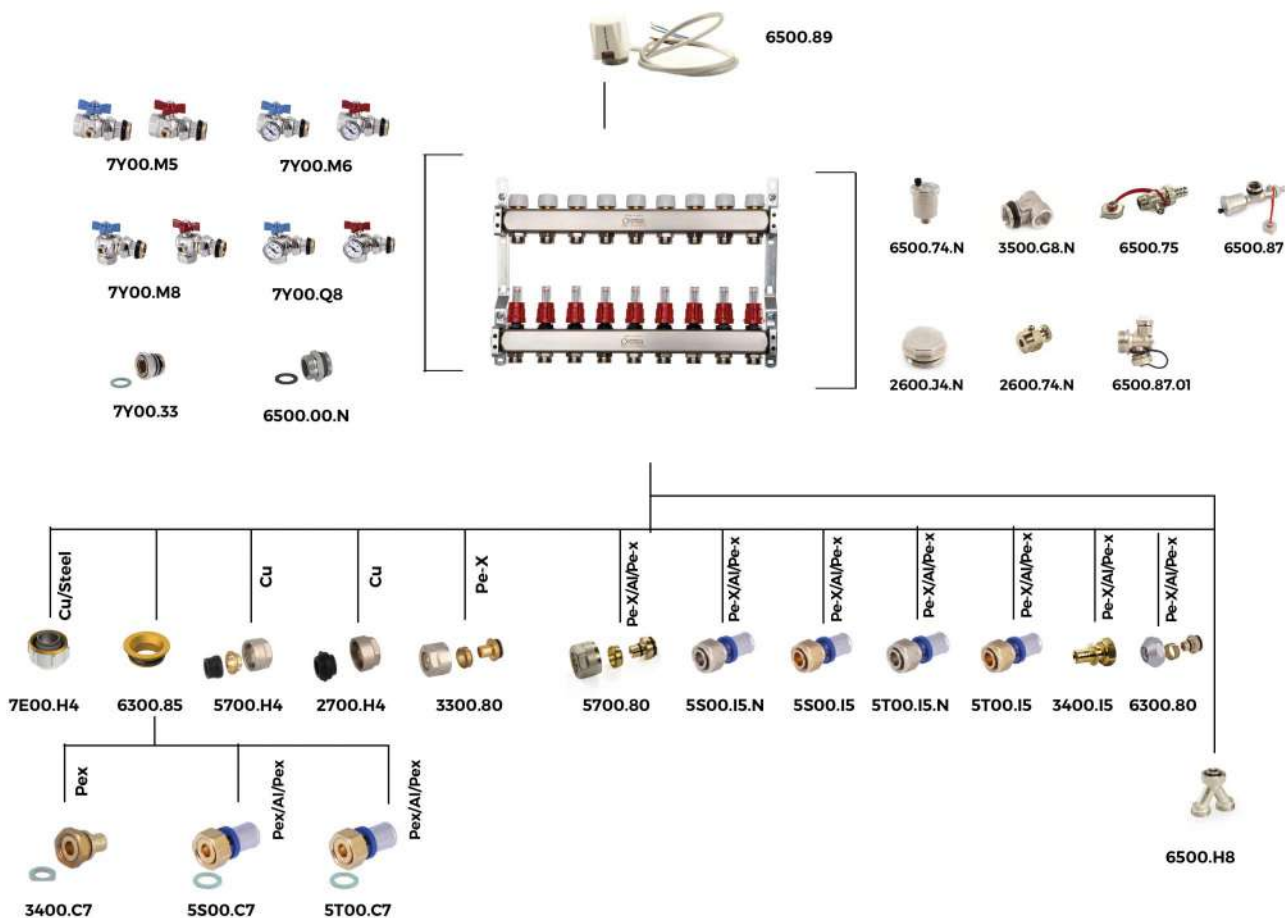 6500.89
7Y00.M5
7Y00.M6
7Y00.M8
7Y00.Q8
7Y00.33
6500.00.N
6500.74.N
3500.G8.N
6500.75
6500.87
2600.J4.N
2600.74.N
6500.87.01
Cu/Steel
Cu
Cu
Pe-X
Pe-X/Al/Pe-x
Pe-X/Al/Pe-x
Pe-X/Al/Pe-x
Pe-X/Al/Pe-x
Pe-X/Al/Pe-x
Pe-X/Al/Pe-x
Pe-X/Al/Pe-x
7E00.H4
6300.85
5700.H4
2700.H4
3300.80
5700.80
5S00.I5.N
5S00.I5
5T00.I5.N
5T00.I5
3400.I5
6300.80
Pex
Pex/Al/Pex
Pex/Al/Pex
3400.C7
5S00.C7
5T00.C7
6500.H8